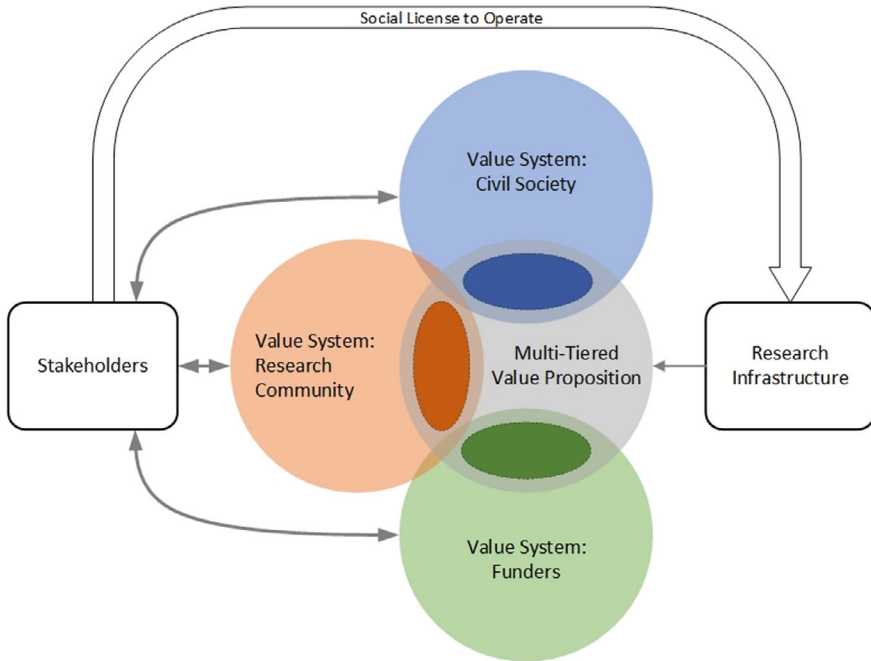 Social License to Operate
Value System:
Civil Society
Stakeholders
Value System:
Research
Community
Multi-Tiered
Value Proposition
Research
Infrastructure
Value System:
Funders